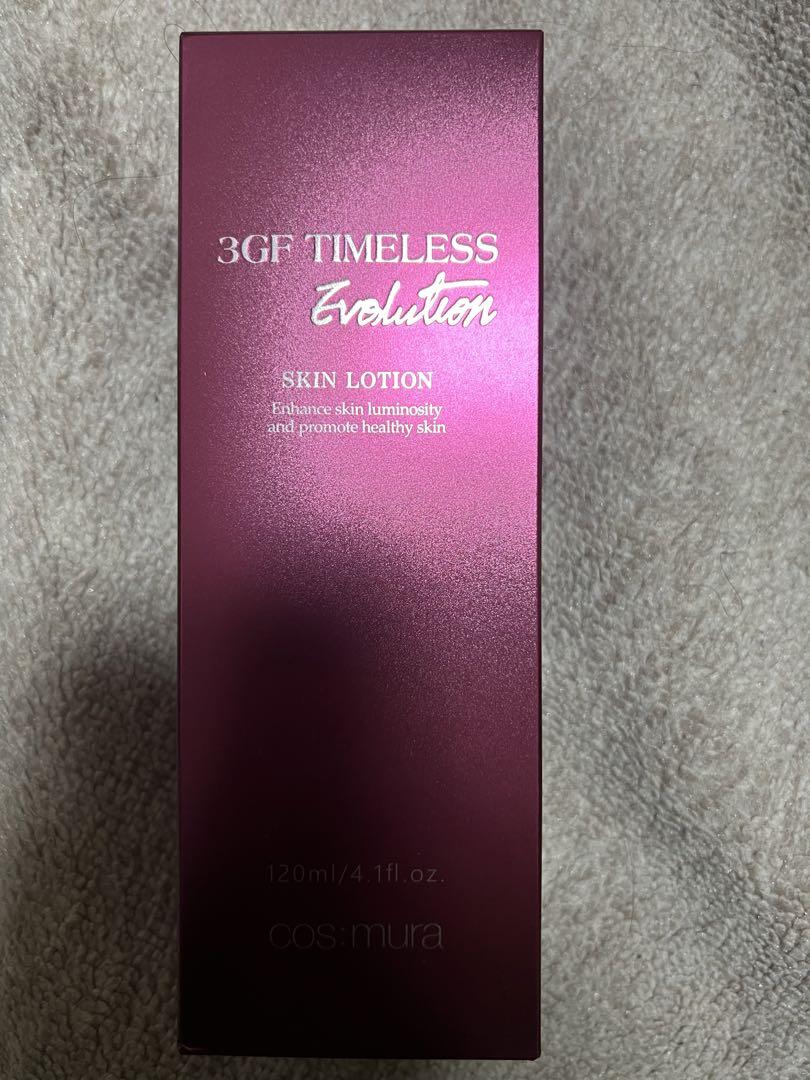 3GF TIMELESS
Evolution
SKIN LOTION
Enhance skin luminosity
and promote healthy skin
120ml/4.1fl.oz.
cos:mura